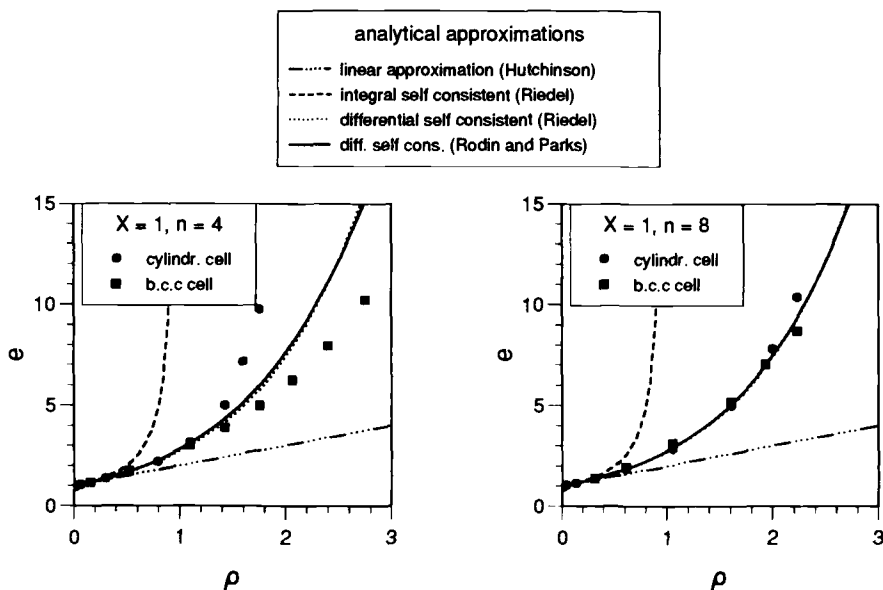 analytical approximations
linear approximation (Hutchinson)
integral self consistent (Riedel)
differential self consistent (Riedel)
diff. self cons. (Rodin and Parks)
15
10
5
0
e
X = 1, n = 4
cylindr. cell
b.c.c cell
0
1
2
3
ρ
15
10
5
0
e
X = 1, n = 8
cylindr. cell
b.c.c cell
0
1
2
3
ρ